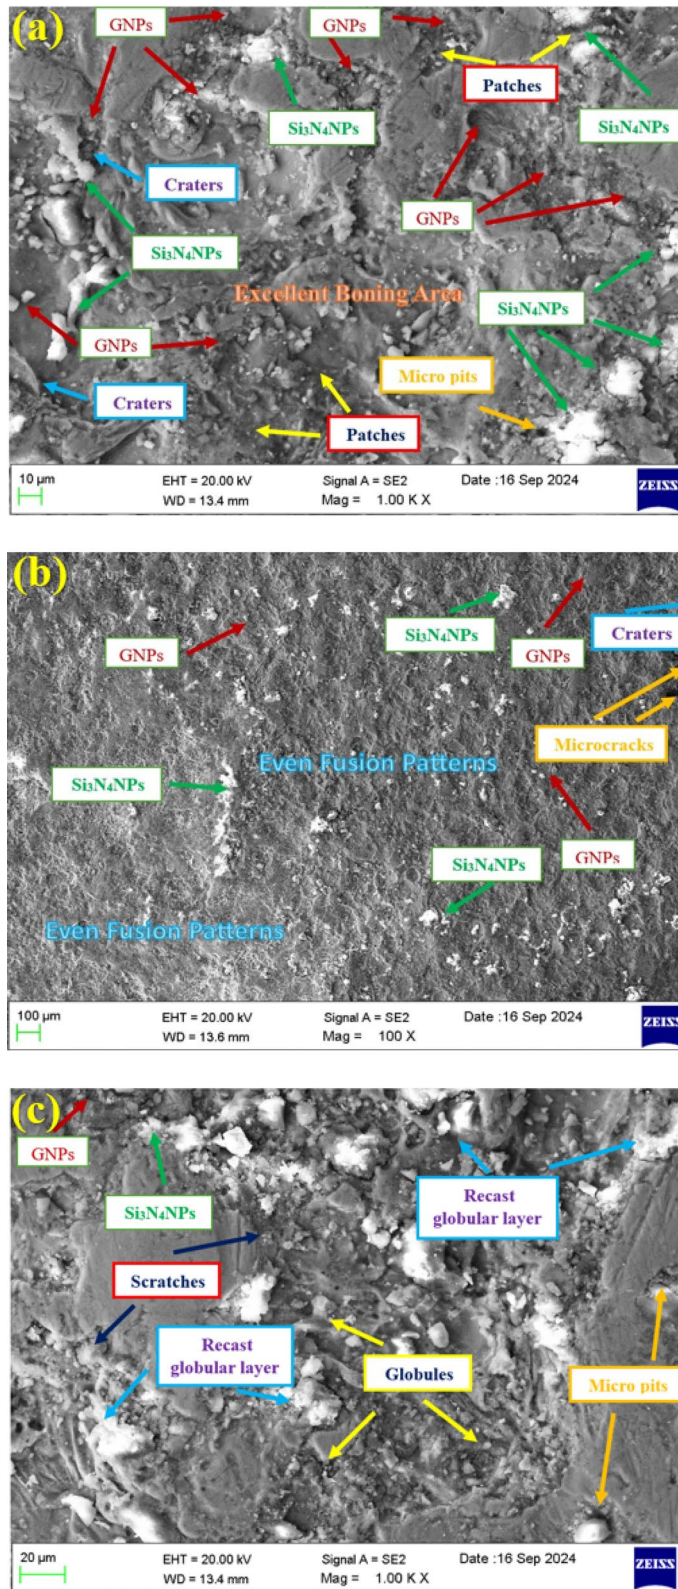 (a)
GNPs
GNPs
Patches
Si₃N₄NPs
Si₃N₄NPs
Craters
GNPs
Si₃N₄NPs
Excellent Boning Area
Si₃N₄NPs
GNPs
Micro pits
Craters
Patches
10 µm
EHT = 20.00 kV
Signal A = SE2
Date :16 Sep 2024
WD = 13.4 mm
Mag = 1.00 K X
ZEISS
(b)
Si₃N₄NPs
GNPs
GNPs
Craters
Microcracks
Even Fusion Patterns
Si₃N₄NPs
GNPs
Si₃N₄NPs
Even Fusion Patterns
100 µm
EHT = 20.00 kV
Signal A = SE2
Date :16 Sep 2024
WD = 13.6 mm
Mag = 100 X
ZEISS
(c)
GNPs
Si₃N₄NPs
Recast
globular layer
Scratches
Recast
globular layer
Globules
Micro pits
20 µm
EHT = 20.00 kV
Signal A = SE2
Date :16 Sep 2024
WD = 13.4 mm
Mag = 1.00 K X
ZEISS